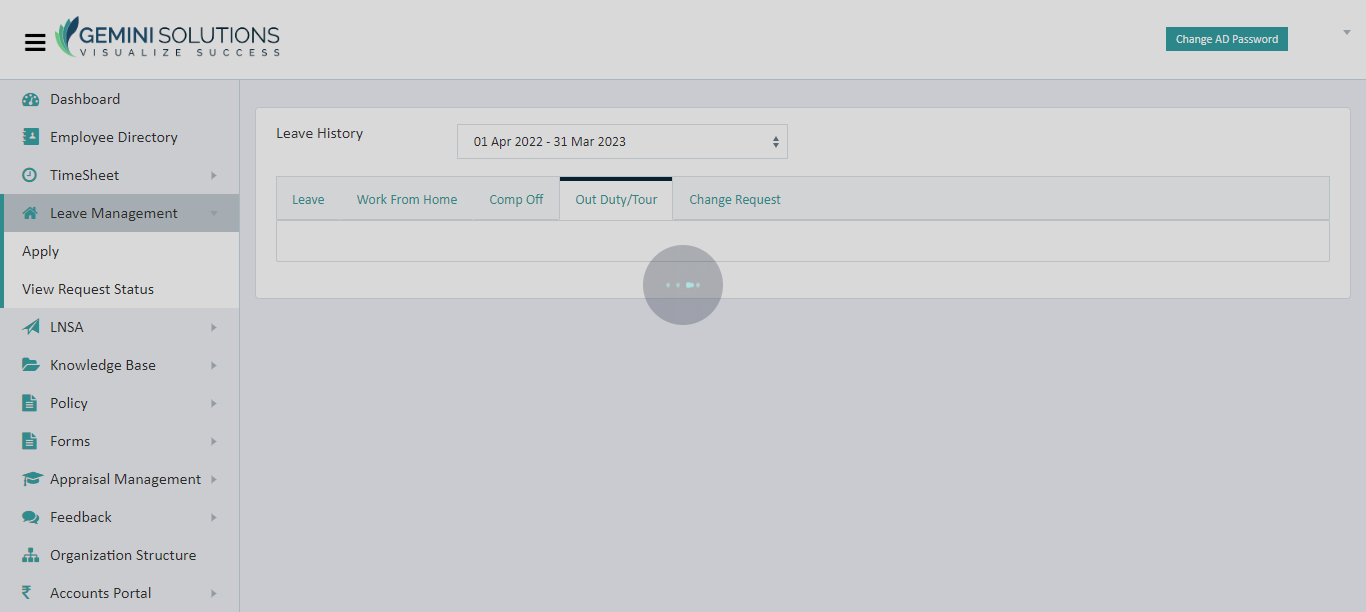 GEMINI SOLUTIONS
VISUALIZE SUCCESS
Change AD Password
Dashboard
Employee Directory
TimeSheet
Leave Management
Apply
View Request Status
LNSA
Knowledge Base
Policy
Forms
Appraisal Management
Feedback
Organization Structure
₹ Accounts Portal
Leave History
01 Apr 2022 - 31 Mar 2023
Leave Work From Home Comp Off Out Duty/Tour Change Request